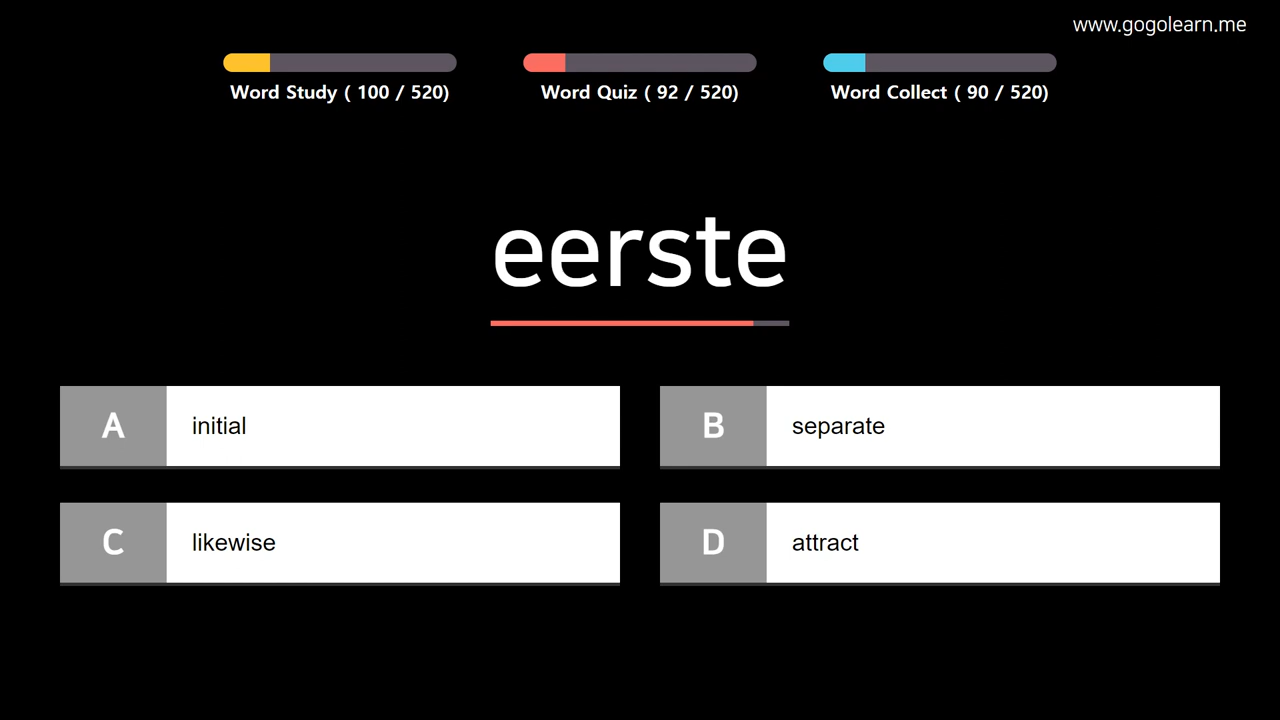 www.gogolearn.me
Word Study ( 100 / 520)
Word Quiz ( 92 / 520)
Word Collect ( 90 / 520)
eerste
A initial
B separate
C likewise
D attract